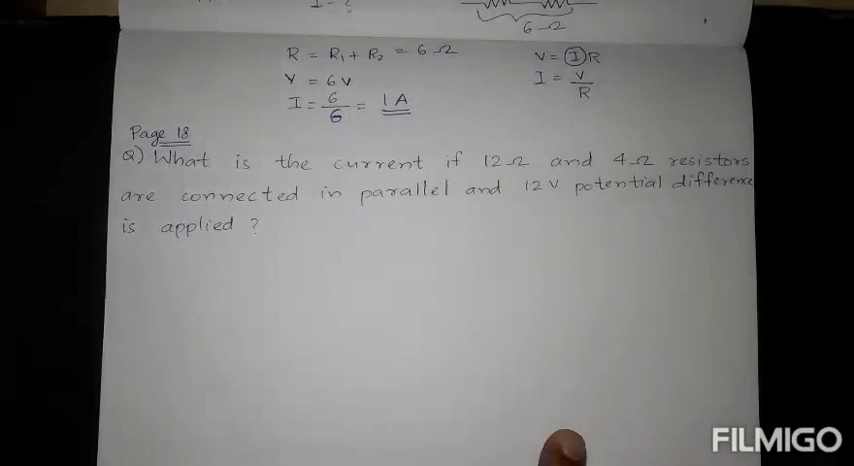 I = ?
6 Ω
R = R₁ + R₂ = 6 Ω
V = 6 V
I = 6/6 = 1 A
V = I R
I = V/R
Page 18
Q) What is the current if 12 Ω and 4 Ω resistors
are connected in parallel and 12 V potential difference
is applied ?
FILMIGO